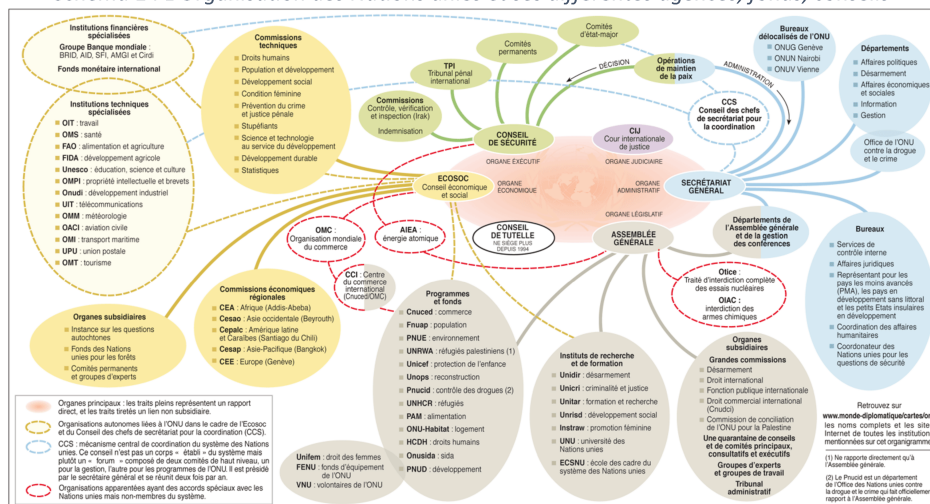 Institutions financières
spécialisées
Groupe Banque mondiale :
BRID, AID, SFI, AMGI et Cirdi
Fonds monétaire international
Institutions techniques
spécialisées
OIT : travail
OMS : santé
FAO : alimentation et agriculture
FIDA : développement agricole
Unesco : éducation, science et culture
OMPI : propriété intellectuelle et brevets
Onudi : développement industriel
UIT : télécommunications
OMM : météorologie
OACI : aviation civile
OMI : transport maritime
UPU : union postale
OMT : tourisme
Commissions
techniques
Droits humains
Population et développement
Développement social
Condition féminine
Prévention du crime
et justice pénale
Stupéfiants
Science et technologie
au service du développement
Développement durable
Statistiques
TPI
Tribunal pénal
international
Comités
permanents
Comités
d'état-major
Commissions
Contrôle, vérification
et inspection (Irak)
Indemnisation
DÉCISION
Opérations
de maintien
de la paix
ADMINISTRATION
Bureaux
délocalisés de l'ONU
ONUG Genève
ONUN Nairobi
ONUV Vienne
Départements
Affaires politiques
Désarmement
Affaires économiques
et sociales
Information
Gestion
Office de l'ONU
contre la drogue
et le crime
CCS
Conseil des chefs
de secrétariat pour
la coordination
CONSEIL
DE SÉCURITÉ
ORGANE ÉXÉCUTIF
CIJ
Cour internationale
de justice
ORGANE JUDICIAIRE
ECOSOC
Conseil économique
et social
ORGANE
ÉCONOMIQUE
ORGANE
ADMINISTRATIF
SECRÉTARIAT
GÉNÉRAL
ORGANE LÉGISLATIF
ASSEMBLÉE
GÉNÉRALE
CONSEIL
DE TUTELLE
NE SIÈGE PLUS
DEPUIS 1994
OMC :
Organisation mondiale
du commerce
AIEA :
énergie atomique
CCI : Centre
du commerce
international
(Cnuced/OMC)
Départements de
l'Assemblée générale
et de la gestion
des conférences
Otice :
Traité d'interdiction complète
des essais nucléaires
OIAC :
interdiction des
armes chimiques
Bureaux
Services de
contrôle interne
Affaires juridiques
Représentant pour les
pays les moins avancés
(PMA), les pays en
développement sans littoral
et les petits Etats insulaires
en développement
Coordination des affaires
humanitaires
Coordonateur des
Nations unies pour les
questions de sécurité
Organes subsidiaires
Instance sur les questions
autochtones
Fonds des Nations
unies pour les forêts
Comités permanents
et groupes d'experts
Commissions économiques
régionales
CEA : Afrique (Addis-Abeba)
Cesao : Asie occidentale (Beyrouth)
Cepalc : Amérique latine
et Caraïbes (Santiago du Chili)
Cesap : Asie-Pacifique (Bangkok)
CEE : Europe (Genève)
Programmes
et fonds
Cnuced : commerce
Fnuap : population
PNUE : environnement
UNRWA : réfugiés palestiniens (1)
Unicef : protection de l'enfance
Unops : reconstruction
Pnucid : contrôle des drogues (2)
UNHCR : réfugiés
PAM : alimentation
ONU-Habitat : logement
HCDH : droits humains
Onusida : sida
PNUD : développement
Unifem : droit des femmes
FENU : fonds d'équipement
de l'ONU
VNU : volontaires de l'ONU
Instituts de recherche
et de formation
Unidir : désarmement
Unicri : criminalité et justice
Unitar : formation et recherche
Unrisd : développement social
Instraw : promotion féminine
UNU : université des
Nations unies
ECSNU : école des cadre du
système des Nations unies
Organes
subsidiaires
Grandes commissions
Désarmement
Droit international
Fonction publique internationale
Droit commercial international
(Cnudci)
Commission de conciliation
de l'ONU pour la Palestine
Une quarantaine de conseils
et de comités principaux,
consultatifs et exécutifs
Groupes d'experts
et groupes de travail
Tribunal
administratif
Organes principaux : les traits pleins représentent un rapport
direct, et les traits tiretés un lien non subsidiaire.
Organisations autonomes liées à l'ONU dans le cadre de l'Ecosoc
et du Conseil des chefs de secrétariat pour la coordination (CCS).
CCS : mécanisme central de coordination du système des Nations
unies. Ce conseil n'est pas un corps « établi » du système mais
plutôt un « forum » composé de deux comités de haut niveau, un
pour la gestion, l'autre pour les programmes de l'ONU. Il est présidé
par le secrétaire général et se réunit deux fois par an.
Organisations apparentées ayant des accords spéciaux avec les
Nations unies mais non-membres du système.
Retrouvez sur
www.monde-diplomatique/cartes/on
les noms complets et les site
Internet de toutes les institution
mentionnées sur cet organigramme
(1) Ne rapporte directement qu'à
l'Assemblée générale.
(2) Le Pnucid est un département
de l'Office des Nations unies contre
la drogue et le crime qui fait officiellement
rapport à l'Assemblée générale.